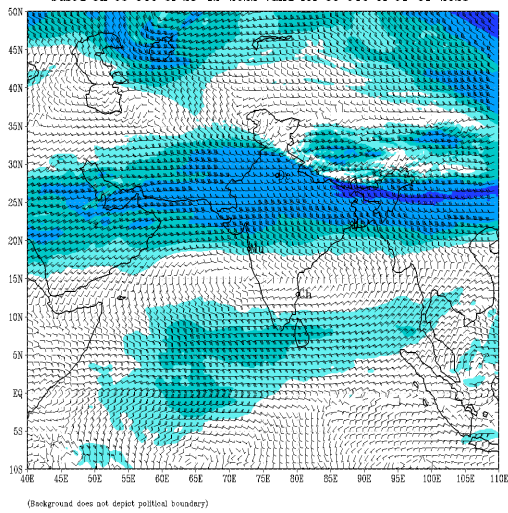 50N
45N
40N
35N
30N
25N
20N
15N
10N
5N
EQ
5S
10S
40E 45E 50E 55E 60E 65E 70E 75E 80E 85E 90E 95E 100E 105E 110E
(Background does not depict political boundary)